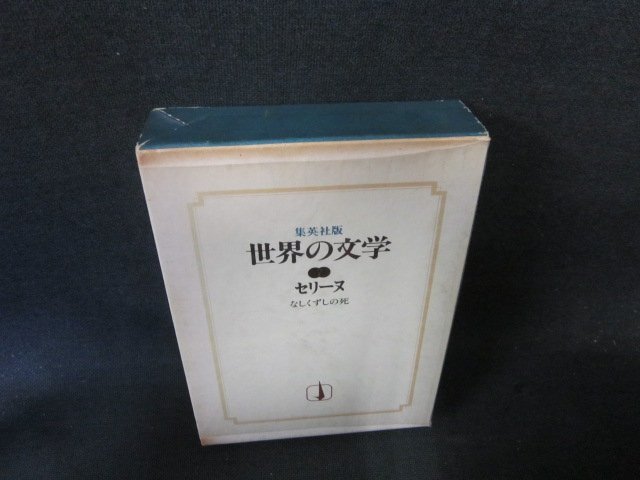 集英社版
世界の文学
セリーヌ
なしくずしの死